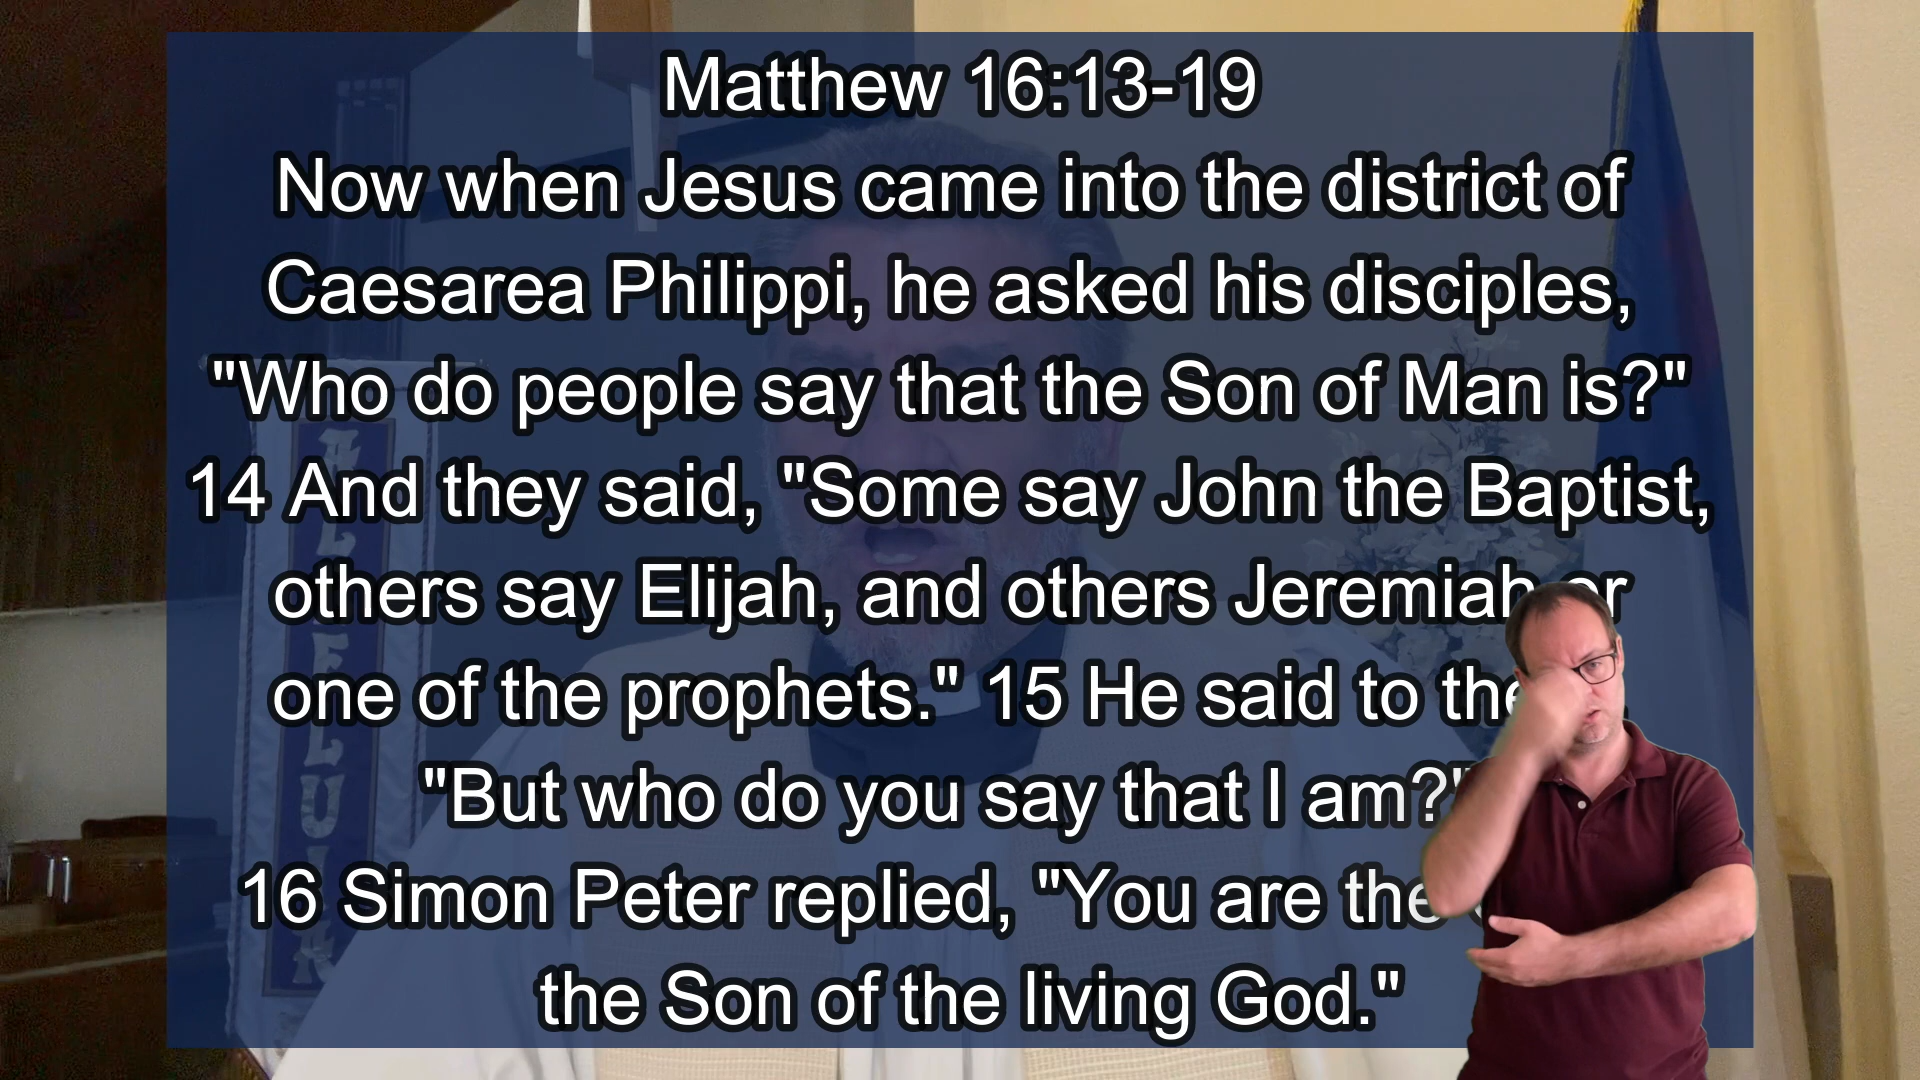 Matthew 16:13-19
Now when Jesus came into the district of
Caesarea Philippi, he asked his disciples,
"Who do people say that the Son of Man is?"
14 And they said, "Some say John the Baptist,
others say Elijah, and others Jeremiah or
one of the prophets." 15 He said to
"But who do you say that I am?"
16 Simon Peter replied, "You are the
the Son of the living God."
ALLELUIA